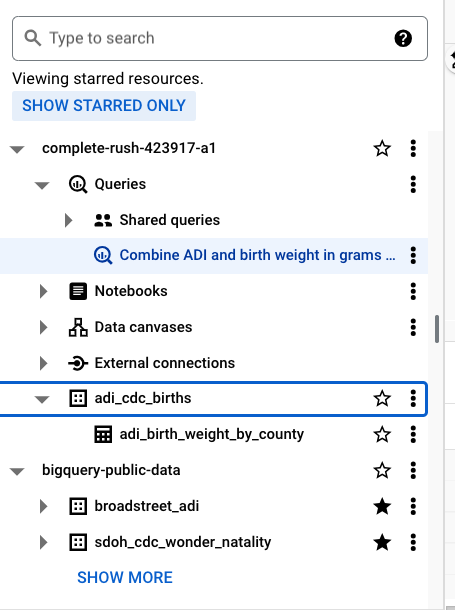 Type to search
Viewing starred resources.
SHOW STARRED ONLY
complete-rush-423917-a1
Queries
Shared queries
Combine ADI and birth weight in grams ...
Notebooks
Data canvases
External connections
adi_cdc_births
adi_birth_weight_by_county
bigquery-public-data
broadstreet_adi
sdoh_cdc_wonder_natality
SHOW MORE